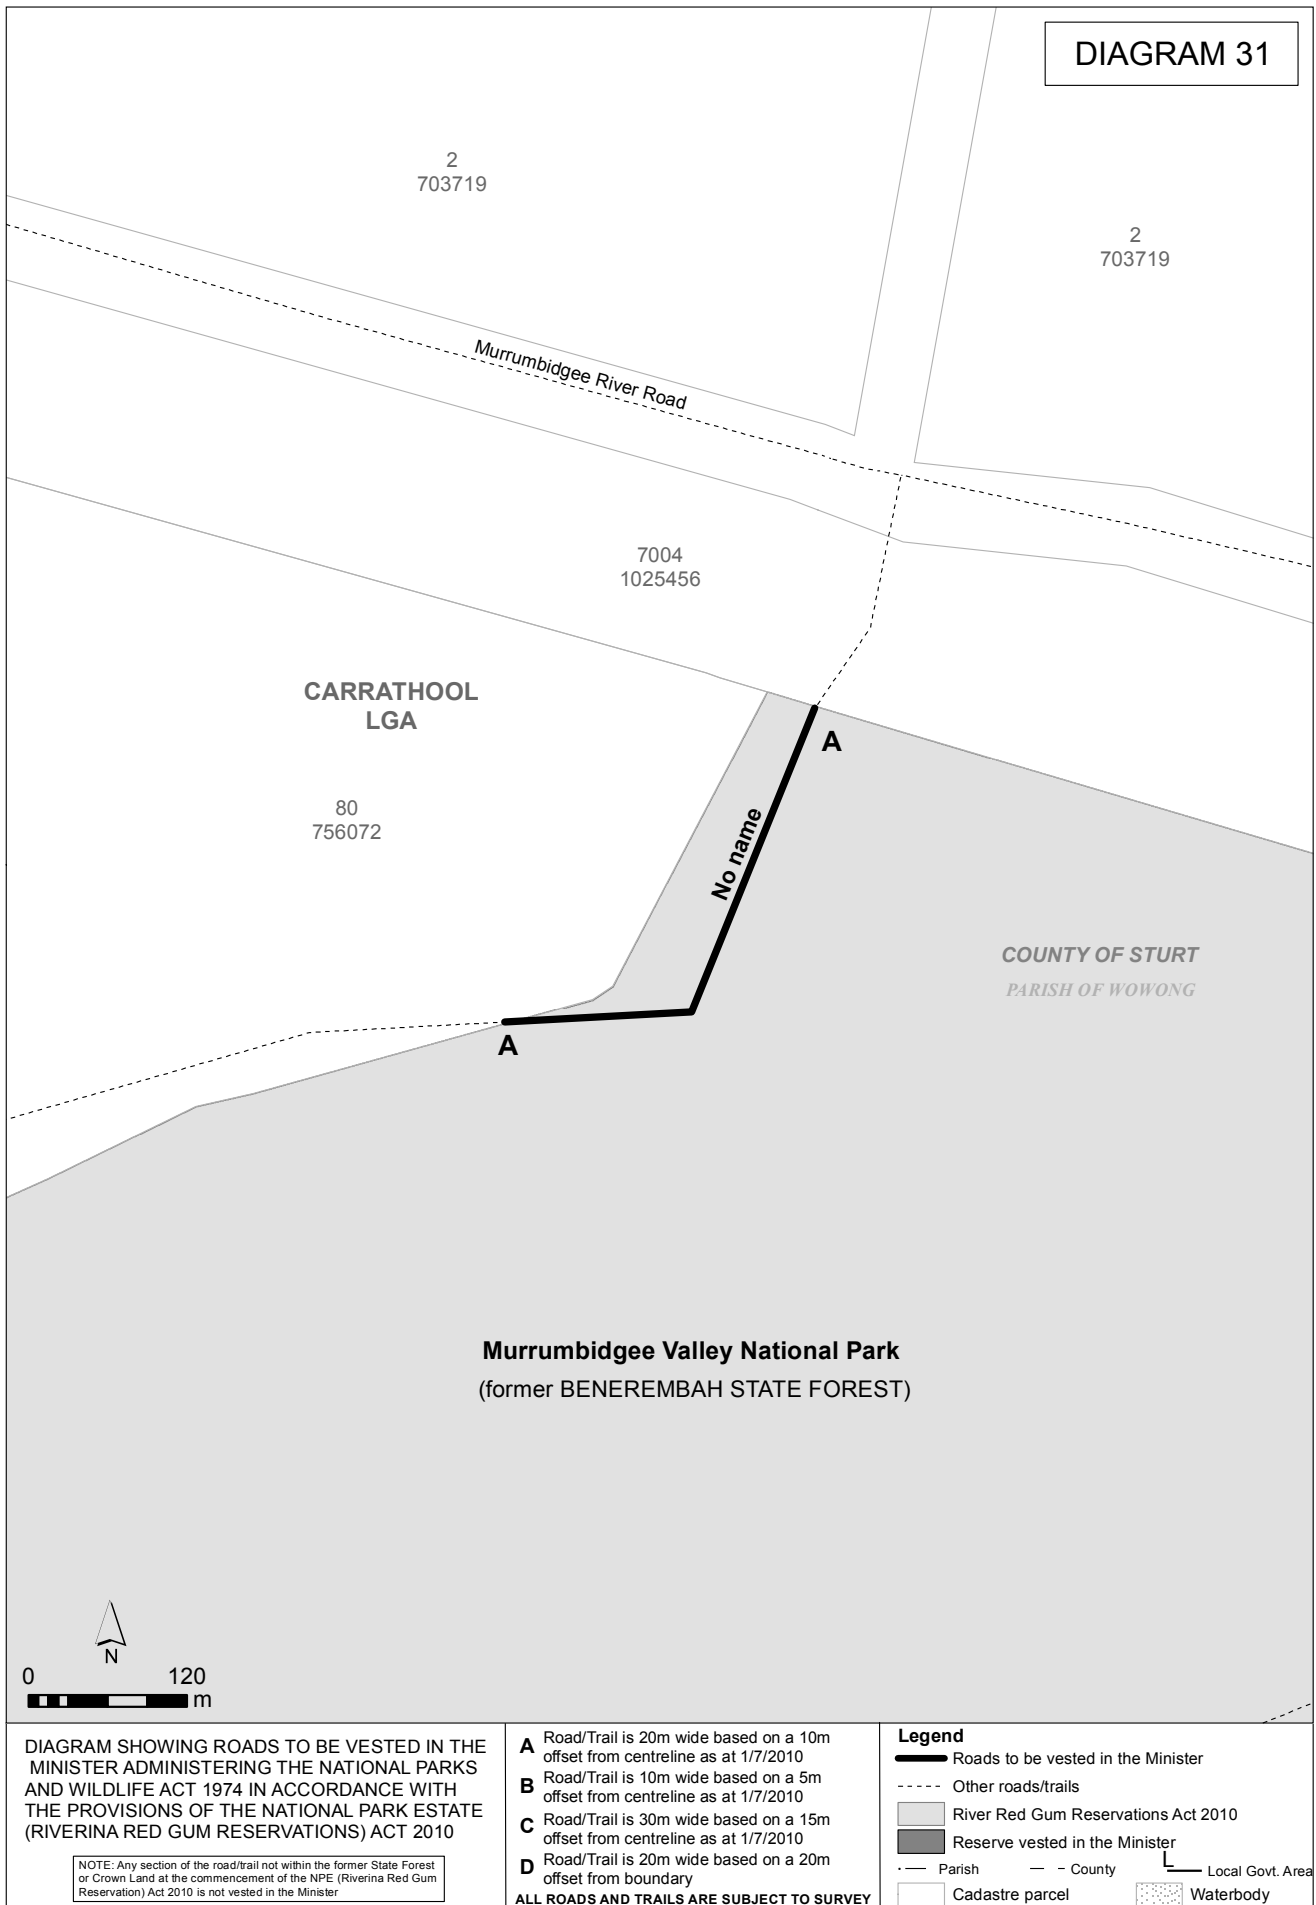 DIAGRAM 31
2
703719
2
703719
Murrumbidgee River Road
7004
1025456
CARRATHOOL
LGA
A
80
756072
No name
COUNTY OF STURT
PARISH OF WOWONG
A
Murrumbidgee Valley National Park
(former BENEREMBAH STATE FOREST)
N
0 120
m
DIAGRAM SHOWING ROADS TO BE VESTED IN THE
MINISTER ADMINISTERING THE NATIONAL PARKS
AND WILDLIFE ACT 1974 IN ACCORDANCE WITH
THE PROVISIONS OF THE NATIONAL PARK ESTATE
(RIVERINA RED GUM RESERVATIONS) ACT 2010
NOTE: Any section of the road/trail not within the former State Forest
or Crown Land at the commencement of the NPE (Riverina Red Gum
Reservation) Act 2010 is not vested in the Minister
A Road/Trail is 20m wide based on a 10m
offset from centreline as at 1/7/2010
B Road/Trail is 10m wide based on a 5m
offset from centreline as at 1/7/2010
C Road/Trail is 30m wide based on a 15m
offset from centreline as at 1/7/2010
D Road/Trail is 20m wide based on a 20m
offset from boundary
ALL ROADS AND TRAILS ARE SUBJECT TO SURVEY
Legend
Roads to be vested in the Minister
Other roads/trails
River Red Gum Reservations Act 2010
Reserve vested in the Minister
Parish County Local Govt. Area
Cadastre parcel Waterbody